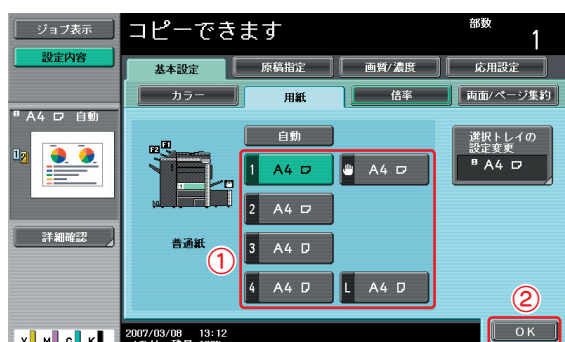 ジョブ表示
設定内容
コピーできます
部数
1
基本設定
原稿指定
画質/濃度
応用設定
カラー
用紙
倍率
両面/ページ集約
A4 自動
1 2
F2 F1
自動
選択トレイの
設定変更
A4
1 A4
A4
2 A4
3 A4
4 A4
L A4
普通紙
①
詳細確認
②
OK
2007/03/08 13:12
Y M C K